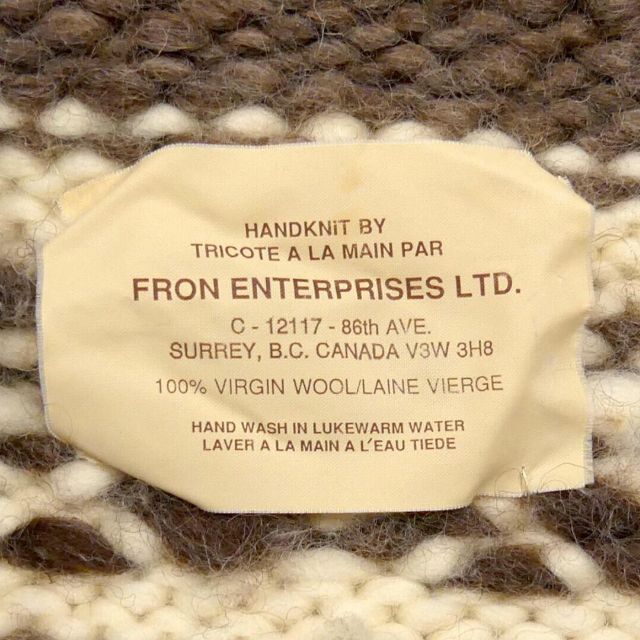 HANDKNIT BY
TRICOTE A LA MAIN PAR
FRON ENTERPRISES LTD.
C - 12117 - 86th AVE.
SURREY, B.C. CANADA V3W 3H8
100% VIRGIN WOOL/LAINE VIERGE
HAND WASH IN LUKEWARM WATER
LAVER A LA MAIN A L'EAU TIEDE